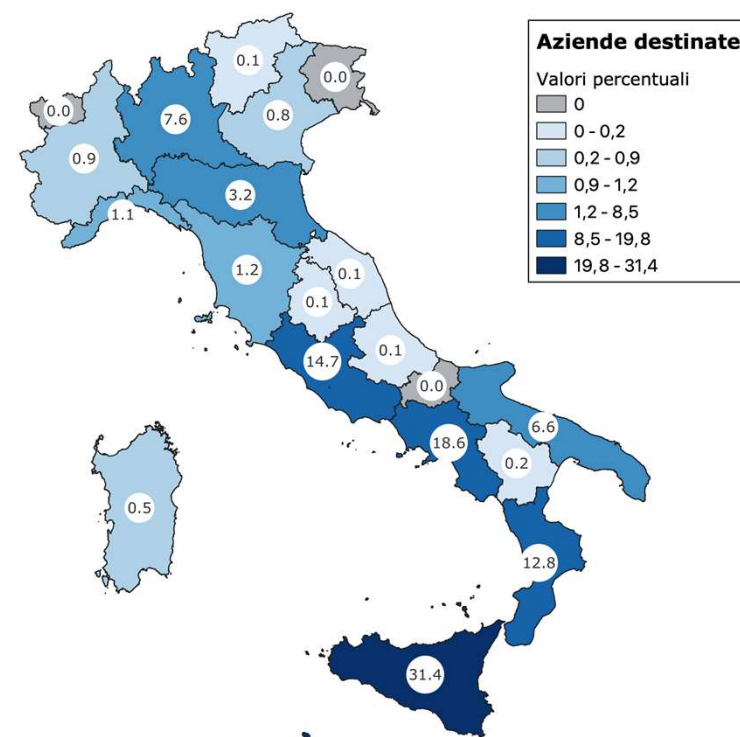 Aziende destinate
Valori percentuali
0
0 - 0,2
0,2 - 0,9
0,9 - 1,2
1,2 - 8,5
8,5 - 19,8
19,8 - 31,4
0.1
0.0
0.0
7.6
0.8
0.9
3.2
1.1
1.2
0.1
0.1
14.7
0.1
0.0
6.6
18.6
0.2
0.5
12.8
31.4